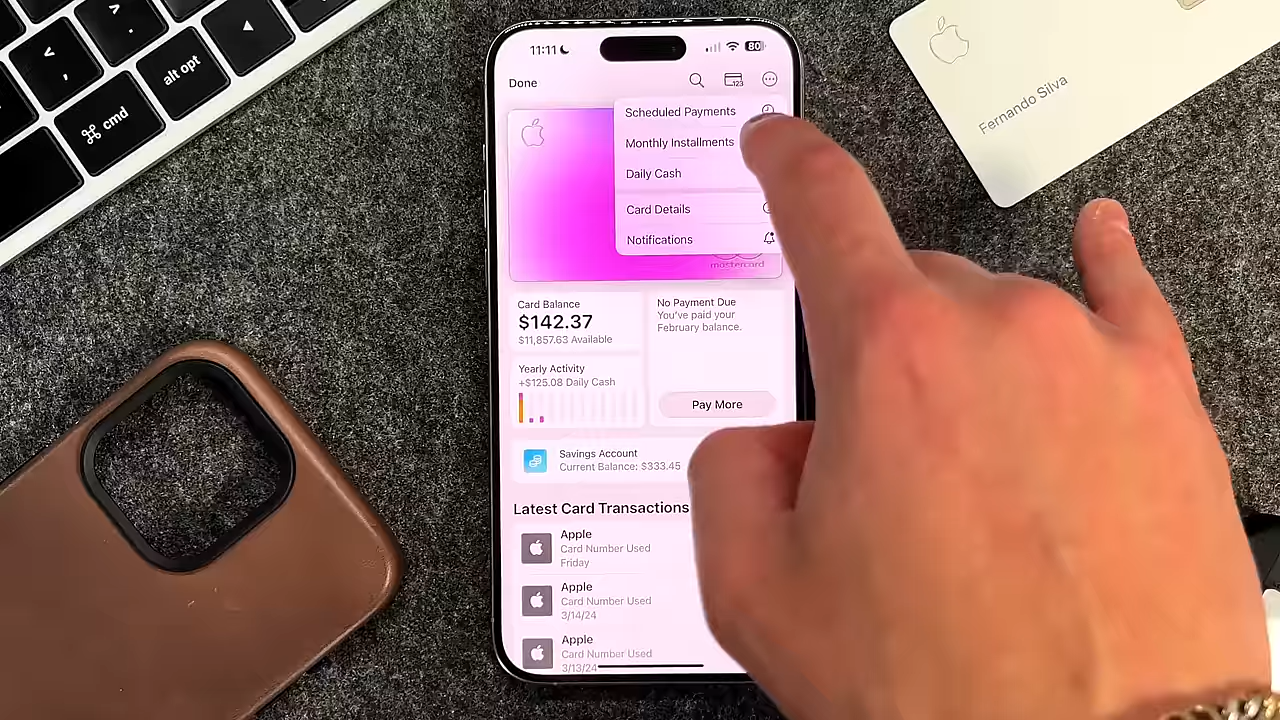 >
.
<
,
alt opt
⌘ cmd
11:11
80
Done
123
Scheduled Payments
Monthly Installments
Daily Cash
Card Details
Notifications
mastercard
Card Balance
$142.37
$11,857.63 Available
No Payment Due
You've paid your
February balance.
Yearly Activity
+$125.08 Daily Cash
Pay More
Savings Account
Current Balance: $333.45
Latest Card Transactions
Apple
Card Number Used
Friday
Apple
Card Number Used
3/14/24
Apple
Card Number Used
3/13/24
Fernando Silva